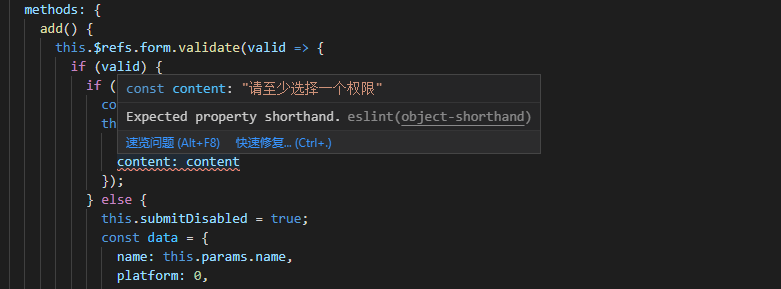 methods: {
add() {
this.$refs.form.validate(valid => {
if (valid) {
if (
const content: "请至少选择一个权限"
co
Expected property shorthand. eslint(object-shorthand)
th
速览问题 (Alt+F8) 快速修复... (Ctrl+.)
content: content
});
} else {
this.submitDisabled = true;
const data = {
name: this.params.name,
platform: 0,